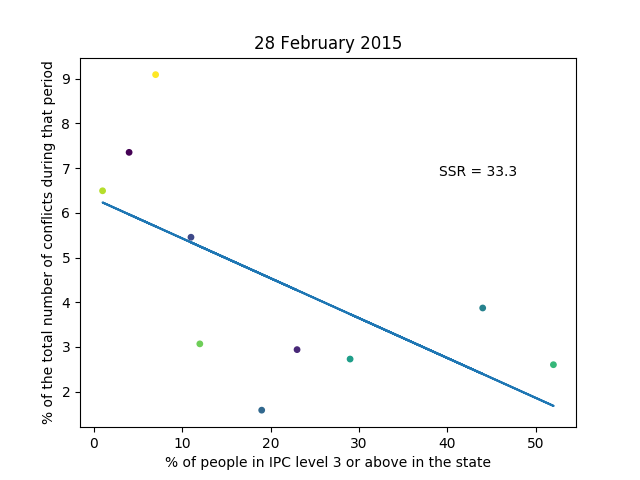 28 February 2015
% of the total number of conflicts during that period
9
8
7
6
5
4
3
2
SSR = 33.3
0 10 20 30 40 50
% of people in IPC level 3 or above in the state